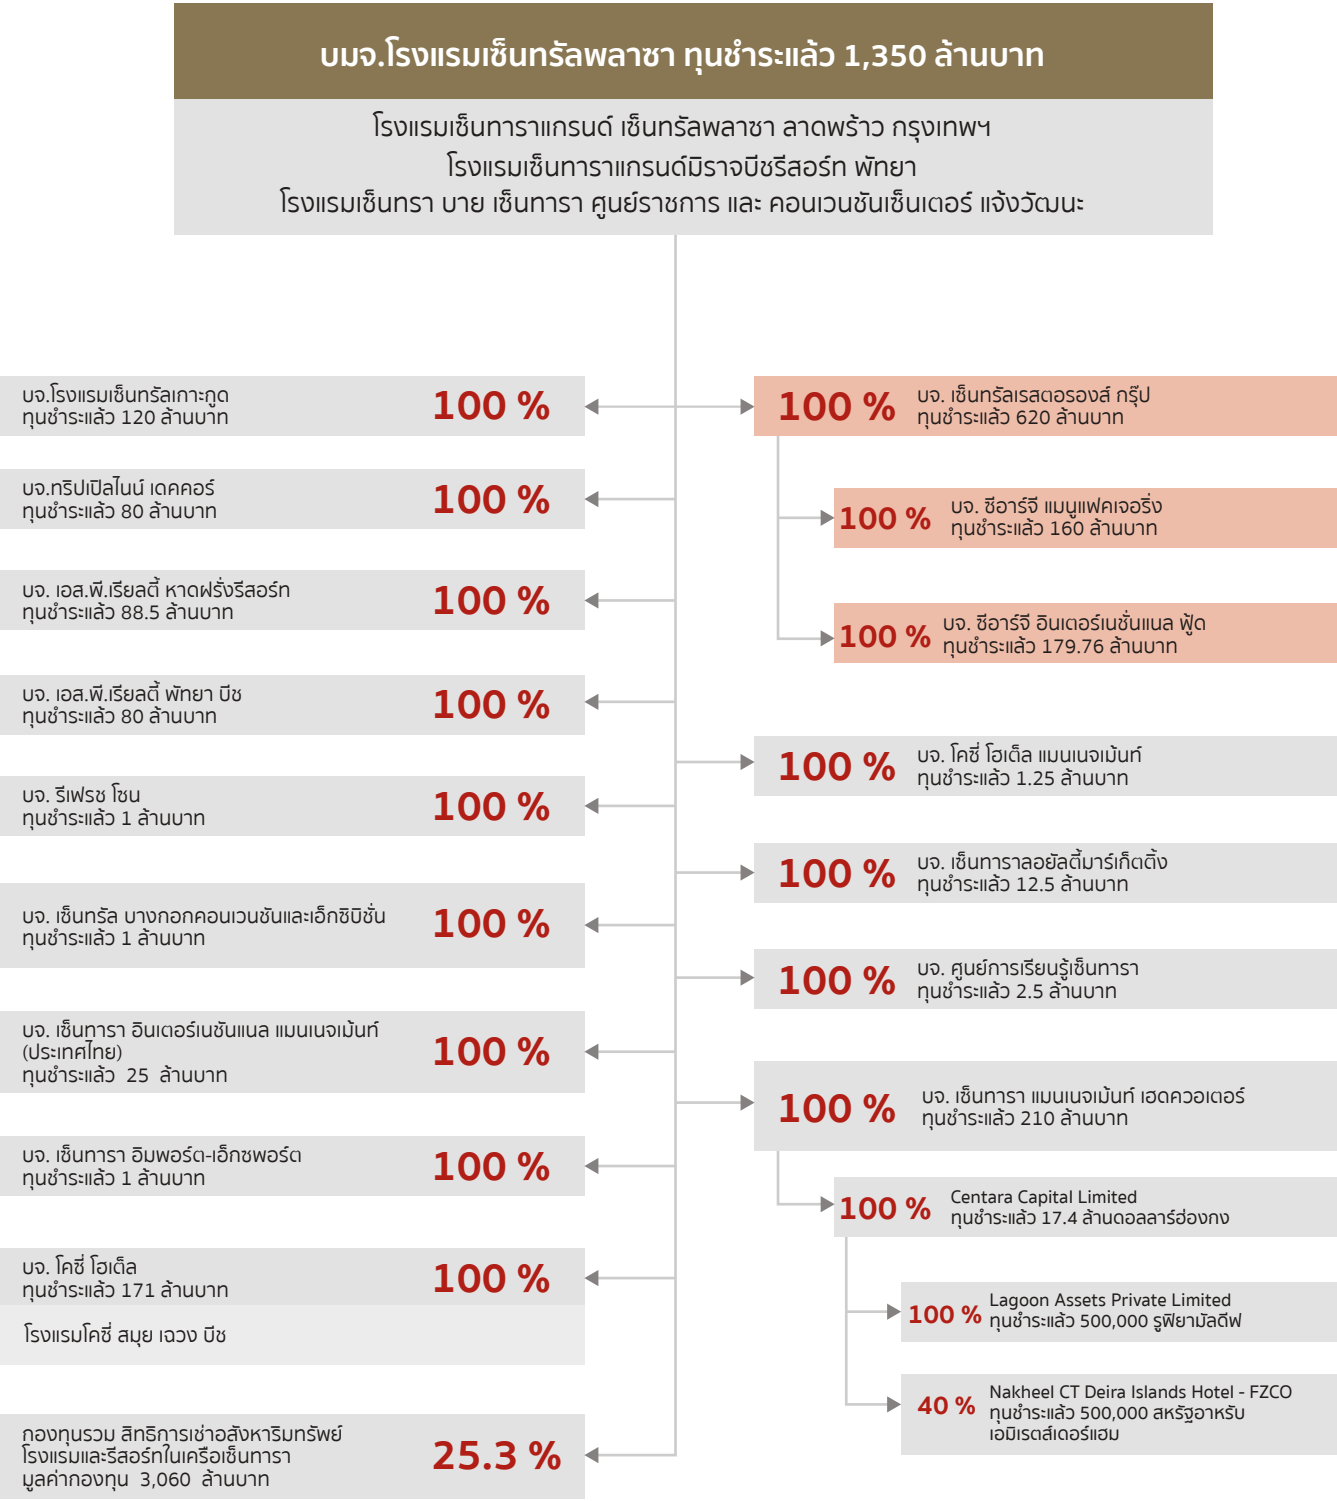 บมจ.โรงแรมเซ็นทรัลพลาซา ทุนชำระแล้ว 1,350 ล้านบาท
โรงแรมเซ็นทาราแกรนด์ เซ็นทรัลพลาซา ลาดพร้าว กรุงเทพฯ
โรงแรมเซ็นทาราแกรนด์มิราจบีชรีสอร์ท พัทยา
โรงแรมเซ็นทรา บาย เซ็นทารา ศูนย์ราชการ และ คอนเวนชันเซ็นเตอร์ แจ้งวัฒนะ
บจ.โรงแรมเซ็นทรัลเกาะกูด
ทุนชำระแล้ว 120 ล้านบาท
100 %
บจ.ทริปเปิลไนน์ เดคคอร์
ทุนชำระแล้ว 80 ล้านบาท
100 %
บจ. เอส.พี.เรียลตี้ หาดฝรั่งรีสอร์ท
ทุนชำระแล้ว 88.5 ล้านบาท
100 %
บจ. เอส.พี.เรียลตี้ พัทยา บีช
ทุนชำระแล้ว 80 ล้านบาท
100 %
บจ. รีเฟรช โซน
ทุนชำระแล้ว 1 ล้านบาท
100 %
บจ. เซ็นทรัล บางกอกคอนเวนชันและเอ็กซิบิชั่น
ทุนชำระแล้ว 1 ล้านบาท
100 %
บจ. เซ็นทารา อินเตอร์เนชันแนล แมนเนจเม้นท์
(ประเทศไทย)
ทุนชำระแล้ว 25 ล้านบาท
100 %
บจ. เซ็นทารา อิมพอร์ต-เอ็กซพอร์ต
ทุนชำระแล้ว 1 ล้านบาท
100 %
บจ. โคซี่ โฮเต็ล
ทุนชำระแล้ว 171 ล้านบาท
100 %
โรงแรมโคซี่ สมุย เฉวง บีช
กองทุนรวม สิทธิการเช่าอสังหาริมทรัพย์
โรงแรมและรีสอร์ทในเครือเซ็นทารา
มูลค่ากองทุน 3,060 ล้านบาท
25.3 %
100 %
บจ. เซ็นทรัลเรสตอรองส์ กรุ๊ป
ทุนชำระแล้ว 620 ล้านบาท
100 %
บจ. ซีอาร์จี แมนูแฟคเจอริ่ง
ทุนชำระแล้ว 160 ล้านบาท
100 %
บจ. ซีอาร์จี อินเตอร์เนชั่นแนล ฟู้ด
ทุนชำระแล้ว 179.76 ล้านบาท
100 %
บจ. โคซี่ โฮเต็ล แมนเนจเม้นท์
ทุนชำระแล้ว 1.25 ล้านบาท
100 %
บจ. เซ็นทาราลอยัลตี้มาร์เก็ตติ้ง
ทุนชำระแล้ว 12.5 ล้านบาท
100 %
บจ. ศูนย์การเรียนรู้เซ็นทารา
ทุนชำระแล้ว 2.5 ล้านบาท
100 %
บจ. เซ็นทารา แมนเนจเม้นท์ เฮดควอเตอร์
ทุนชำระแล้ว 210 ล้านบาท
100 %
Centara Capital Limited
ทุนชำระแล้ว 17.4 ล้านดอลลาร์ฮ่องกง
100 %
Lagoon Assets Private Limited
ทุนชำระแล้ว 500,000 รูฟิยามัลดีฟ
40 %
Nakheel CT Deira Islands Hotel - FZCO
ทุนชำระแล้ว 500,000 สหรัฐอาหรับ
เอมิเรตส์เดอร์แฮม